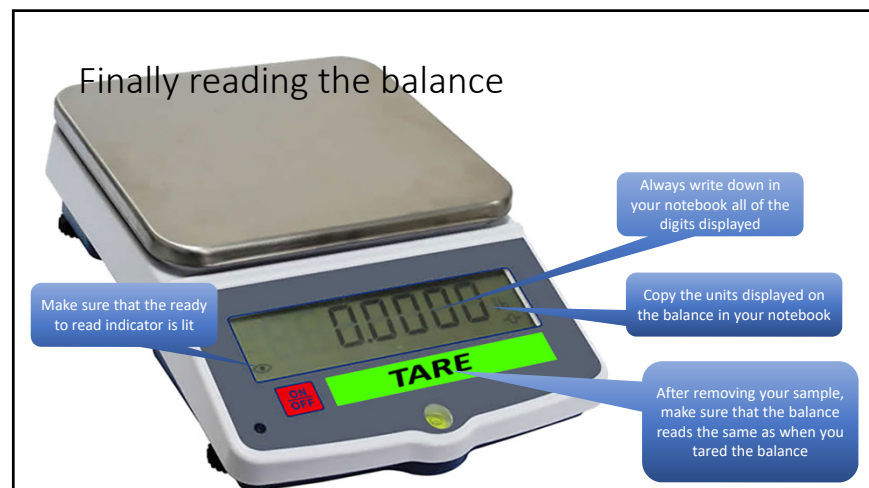 Finally reading the balance
Always write down in
your notebook all of the
digits displayed
Make sure that the ready
to read indicator is lit
Copy the units displayed on
the balance in your notebook
0.0000
TARE
ON
OFF
After removing your sample,
make sure that the balance
reads the same as when you
tared the balance